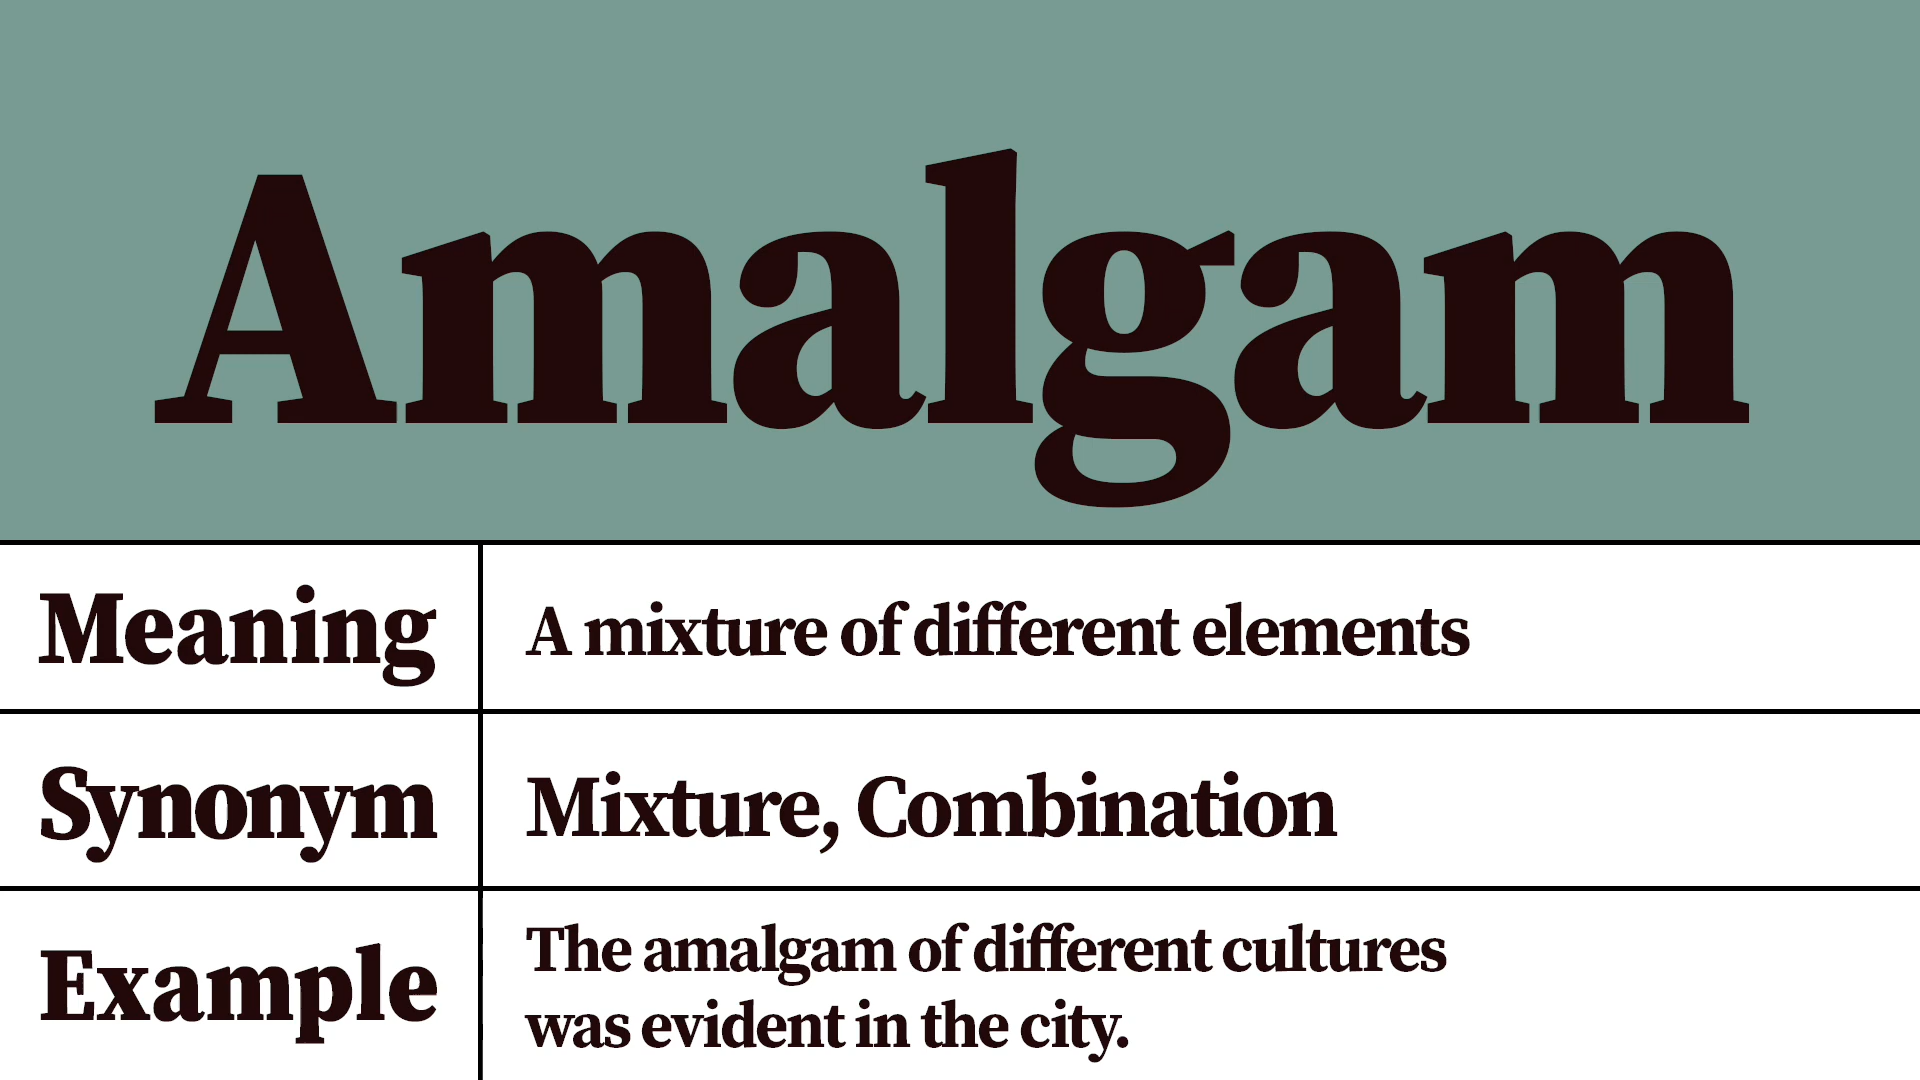 Amalgam
Meaning
A mixture of different elements
Synonym
Mixture, Combination
Example
The amalgam of different cultures
was evident in the city.